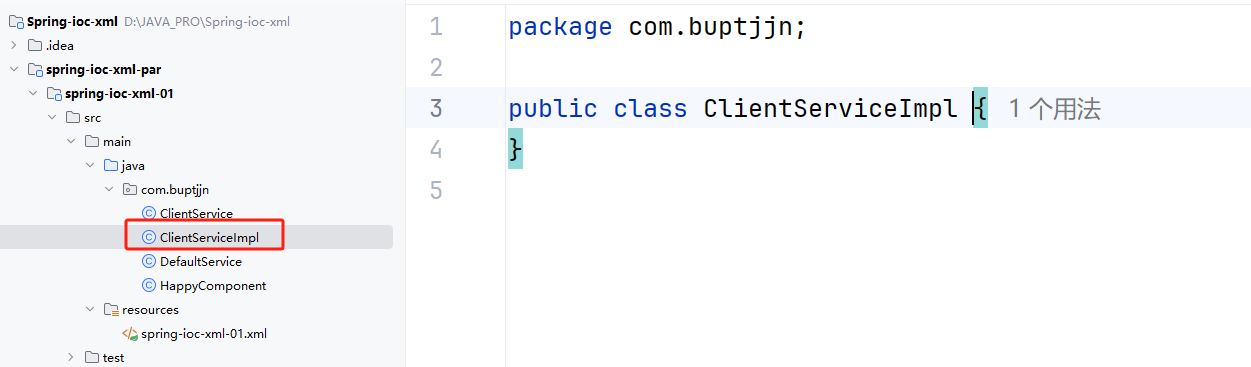 Spring-ioc-xml D:\JAVA_PRO\Spring-ioc-xml
.idea
spring-ioc-xml-par
spring-ioc-xml-01
src
main
java
com.buptjjn
ClientService
ClientServiceImpl
DefaultService
HappyComponent
resources
spring-ioc-xml-01.xml
test
1 package com.buptjjn;
2
3 public class ClientServiceImpl { 1 个用法
4 }
5